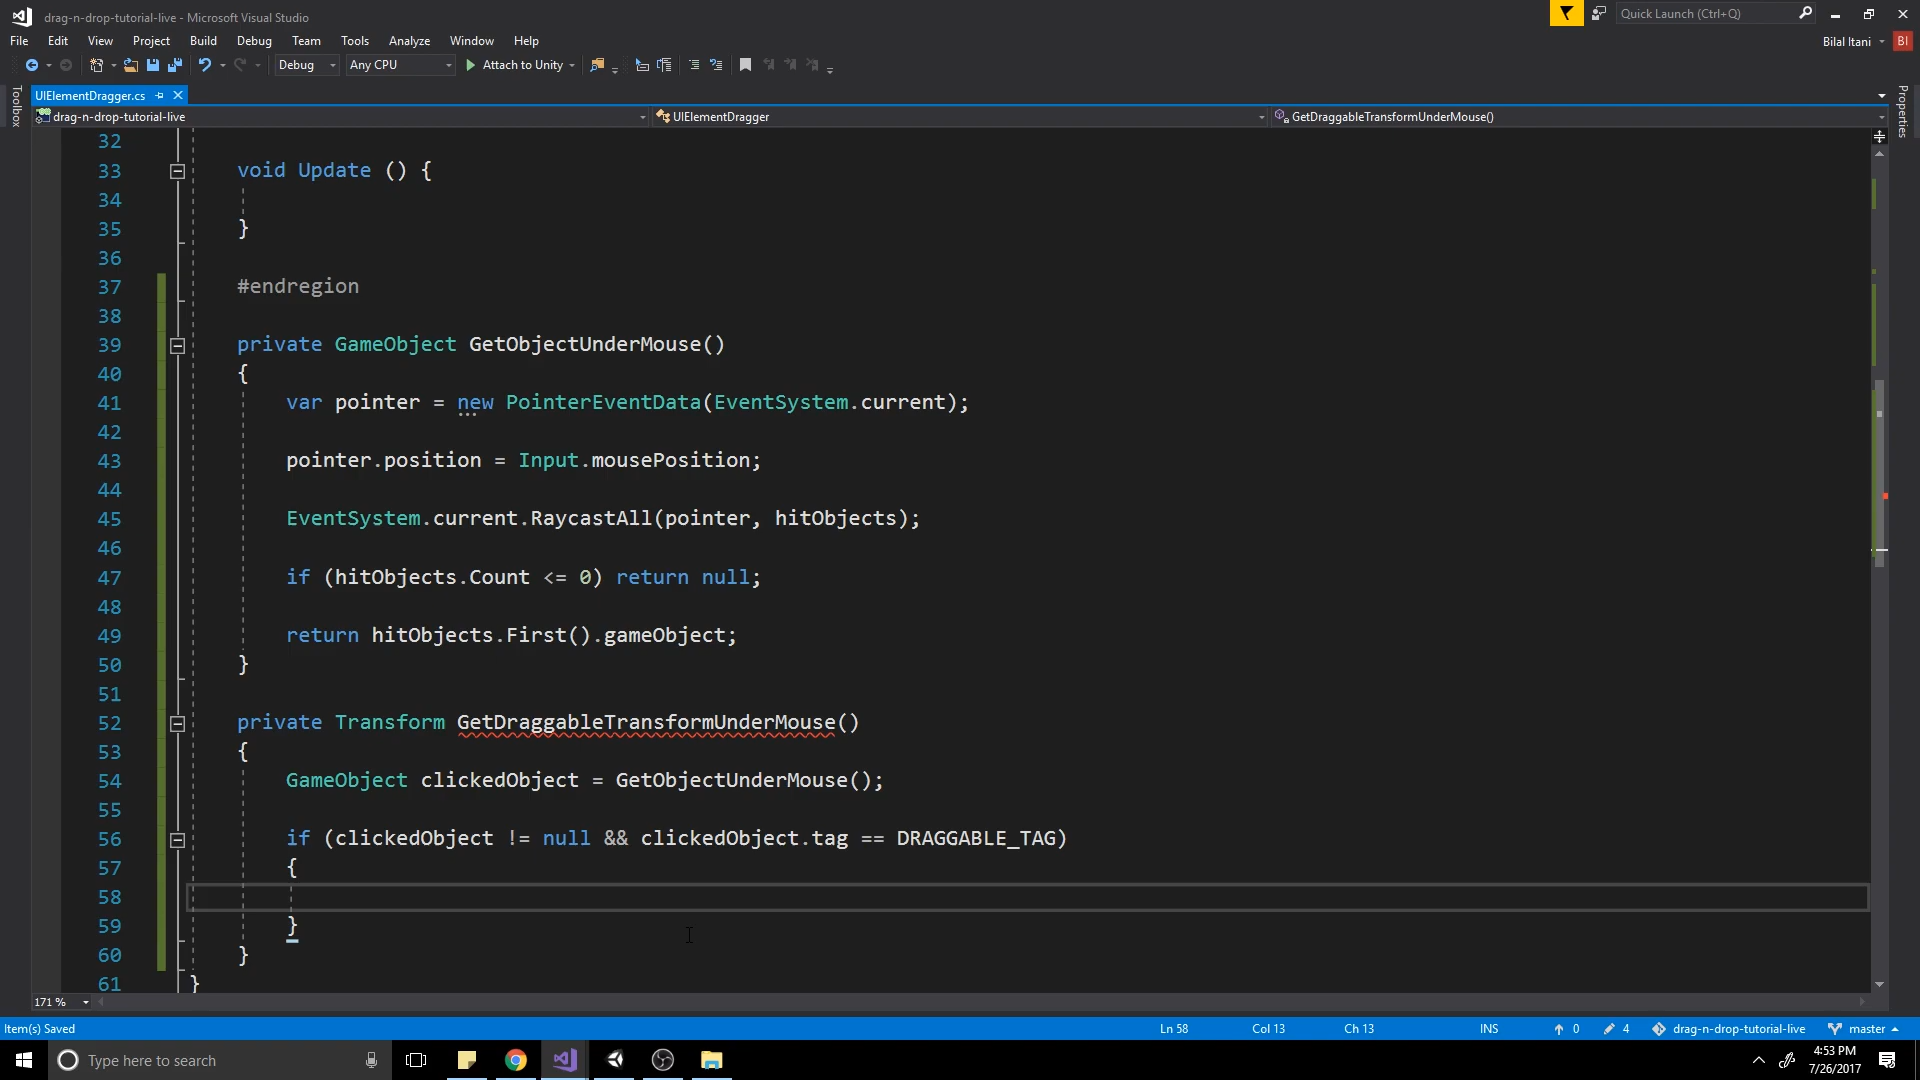 drag-n-drop-tutorial-live - Microsoft Visual Studio
Quick Launch (Ctrl+Q)
File Edit View Project Build Debug Team Tools Analyze Window Help
Bilal Itani BI
Debug Any CPU Attach to Unity
Toolbox
UIElementDragger.cs
Properties
drag-n-drop-tutorial-live UIElementDragger GetDraggableTransformUnderMouse()
32
33 void Update () {
34
35 }
36
37 #endregion
38
39 private GameObject GetObjectUnderMouse()
40 {
41 var pointer = new PointerEventData(EventSystem.current);
42
43 pointer.position = Input.mousePosition;
44
45 EventSystem.current.RaycastAll(pointer, hitObjects);
46
47 if (hitObjects.Count <= 0) return null;
48
49 return hitObjects.First().gameObject;
50 }
51
52 private Transform GetDraggableTransformUnderMouse()
53 {
54 GameObject clickedObject = GetObjectUnderMouse();
55
56 if (clickedObject != null && clickedObject.tag == DRAGGABLE_TAG)
57 {
58
59 }
60 }
61 }
171 %
Item(s) Saved Ln 58 Col 13 Ch 13 INS 0 4 drag-n-drop-tutorial-live master
Type here to search
4:53 PM
7/26/2017